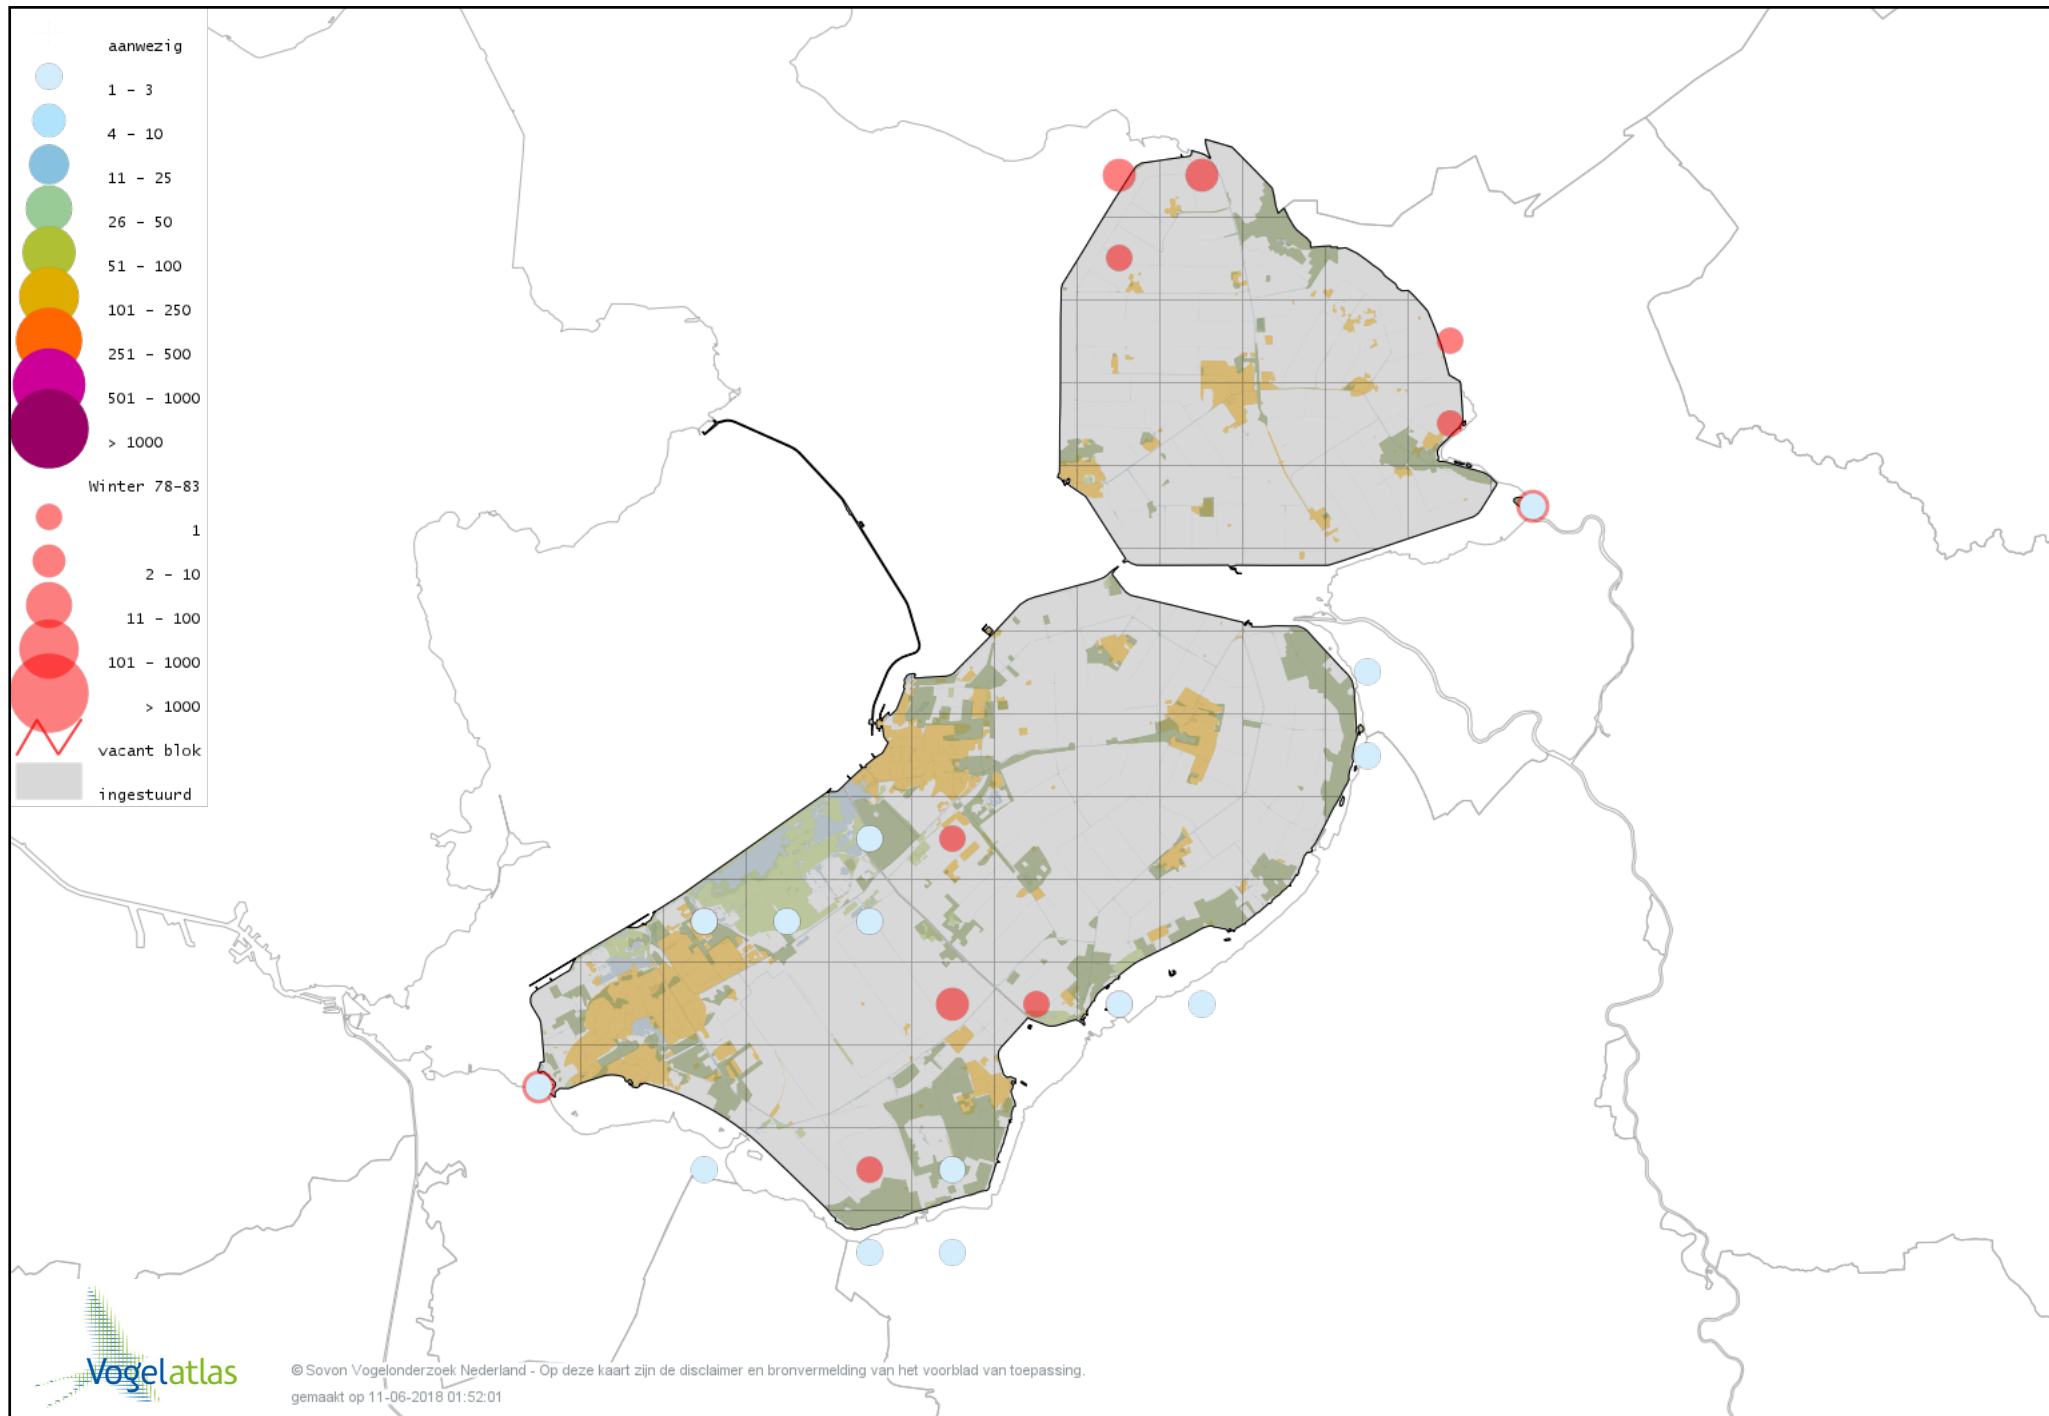 aanwezig
1 - 3
4 - 10
11 - 25
26 - 50
51 - 100
101 - 250
251 - 500
501 - 1000
> 1000
Winter 78-83
1
2 - 10
11 - 100
101 - 1000
> 1000
vacant blok
ingestuurd
Vogelatlas
© Sovon Vogelonderzoek Nederland - Op deze kaart zijn de disclaimer en bronvermelding van het voorblad van toepassing.
gemaakt op 11-06-2018 01:52:01